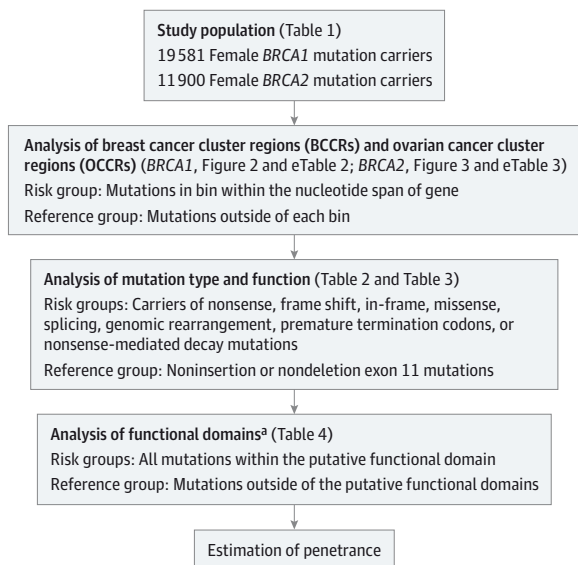 Study population (Table 1)
19581 Female BRCA1 mutation carriers
11900 Female BRCA2 mutation carriers
Analysis of breast cancer cluster regions (BCCRs) and ovarian cancer cluster
regions (OCCRs) (BRCA1, Figure 2 and eTable 2; BRCA2, Figure 3 and eTable 3)
Risk group: Mutations in bin within the nucleotide span of gene
Reference group: Mutations outside of each bin
Analysis of mutation type and function (Table 2 and Table 3)
Risk groups: Carriers of nonsense, frame shift, in-frame, missense,
splicing, genomic rearrangement, premature termination codons, or
nonsense-mediated decay mutations
Reference group: Noninsertion or nondeletion exon 11 mutations
Analysis of functional domainsᵃ (Table 4)
Risk groups: All mutations within the putative functional domain
Reference group: Mutations outside of the putative functional domains
Estimation of penetrance